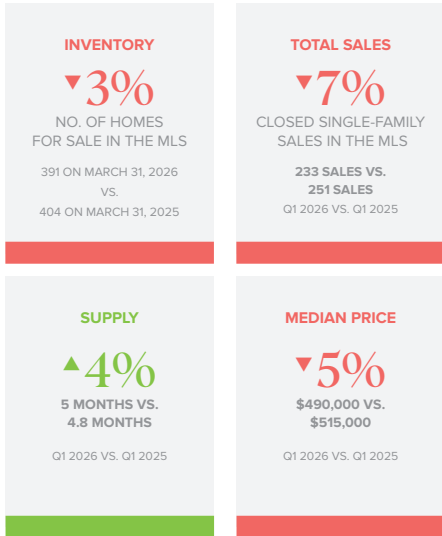 INVENTORY
▼3%
NO. OF HOMES
FOR SALE IN THE MLS
391 ON MARCH 31, 2026
VS.
404 ON MARCH 31, 2025
TOTAL SALES
▼7%
CLOSED SINGLE-FAMILY
SALES IN THE MLS
233 SALES VS.
251 SALES
Q1 2026 VS. Q1 2025
SUPPLY
▲4%
5 MONTHS VS.
4.8 MONTHS
Q1 2026 VS. Q1 2025
MEDIAN PRICE
▼5%
$490,000 VS.
$515,000
Q1 2026 VS. Q1 2025